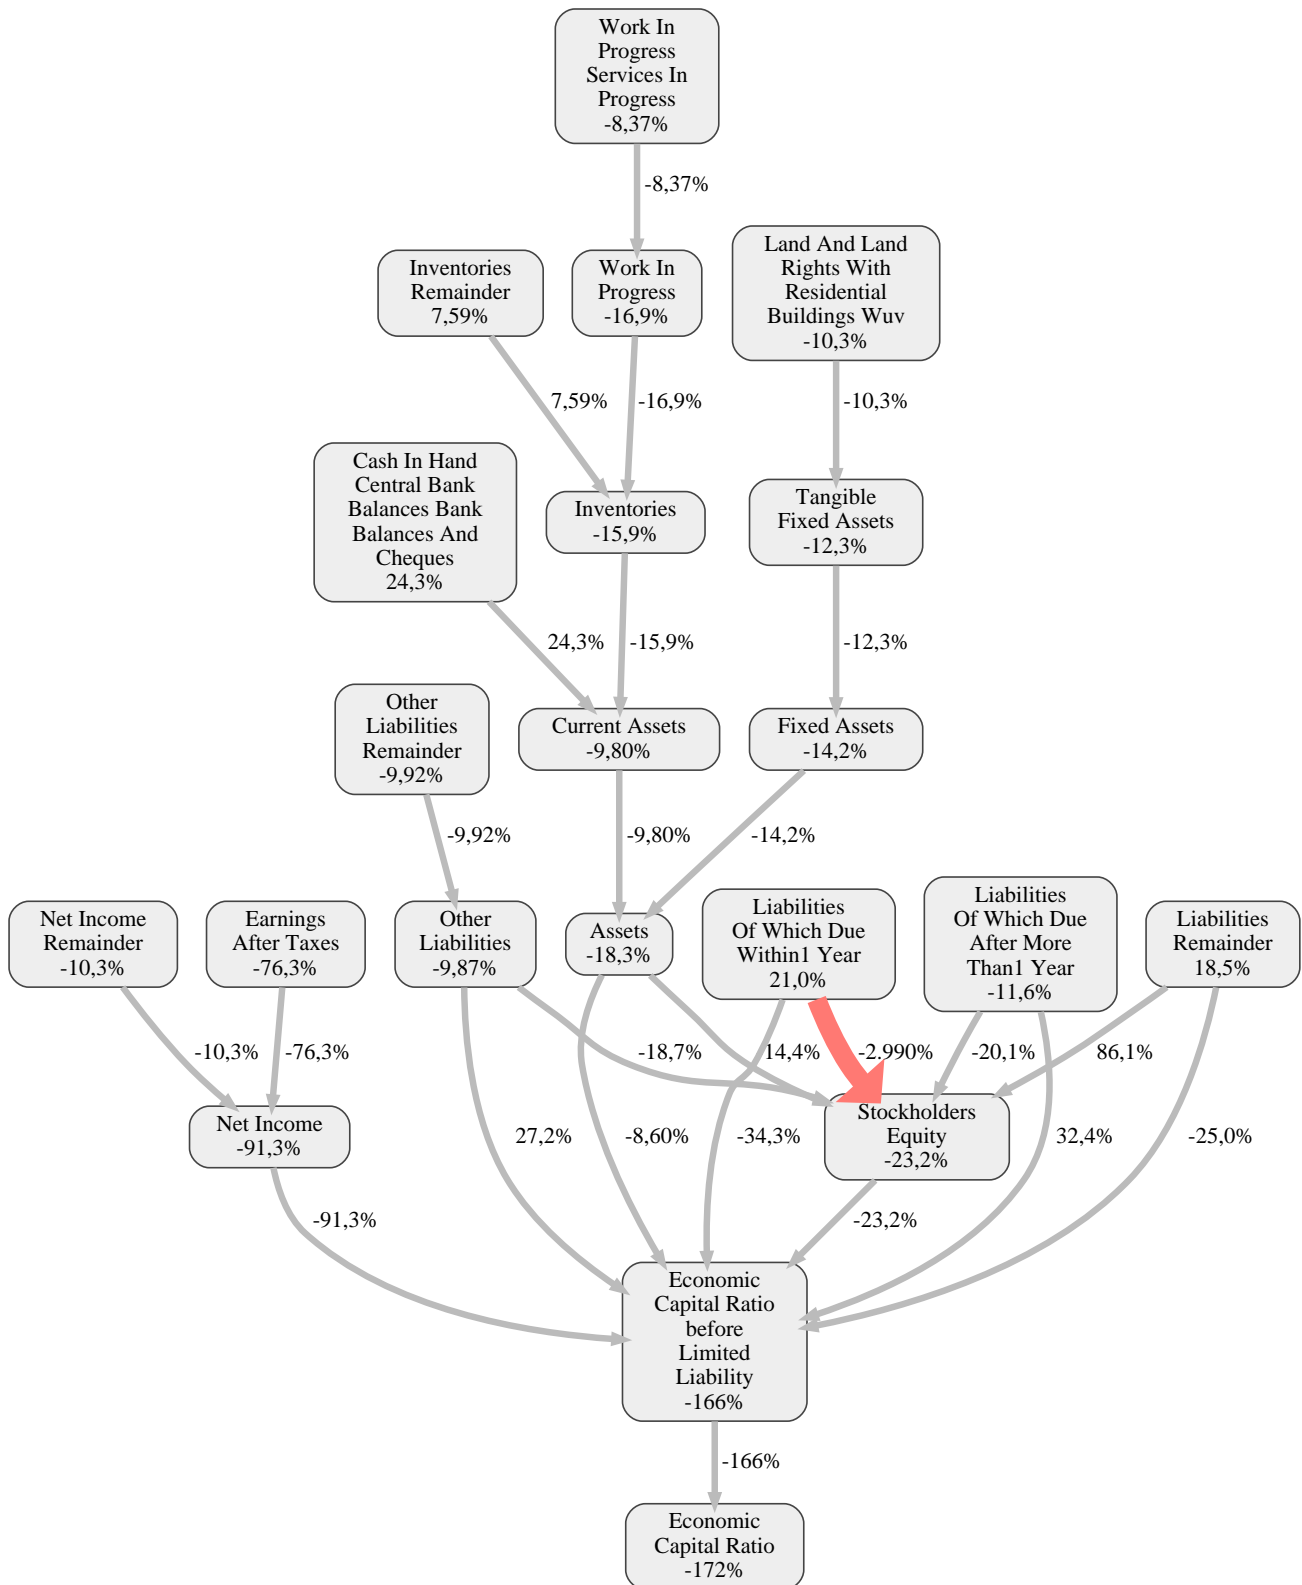 Work In
Progress
Services In
Progress
-8,37%
-8,37%
Inventories
Remainder
7,59%
Work In
Progress
-16,9%
Land And Land
Rights With
Residential
Buildings Wuv
-10,3%
7,59%
-16,9%
-10,3%
Cash In Hand
Central Bank
Balances Bank
Balances And
Cheques
24,3%
Inventories
-15,9%
Tangible
Fixed Assets
-12,3%
24,3%
-15,9%
-12,3%
Other
Liabilities
Remainder
-9,92%
Current Assets
-9,80%
Fixed Assets
-14,2%
-9,92%
-9,80%
-14,2%
Net Income
Remainder
-10,3%
Earnings
After Taxes
-76,3%
Other
Liabilities
-9,87%
Assets
-18,3%
Liabilities
Of Which Due
Within1 Year
21,0%
Liabilities
Of Which Due
After More
Than1 Year
-11,6%
Liabilities
Remainder
18,5%
-10,3%
-76,3%
-18,7%
14,4%
-2.990%
-20,1%
86,1%
Net Income
-91,3%
27,2%
-8,60%
-34,3%
Stockholders
Equity
-23,2%
32,4%
-25,0%
-91,3%
-23,2%
Economic
Capital Ratio
before
Limited
Liability
-166%
-166%
Economic
Capital Ratio
-172%